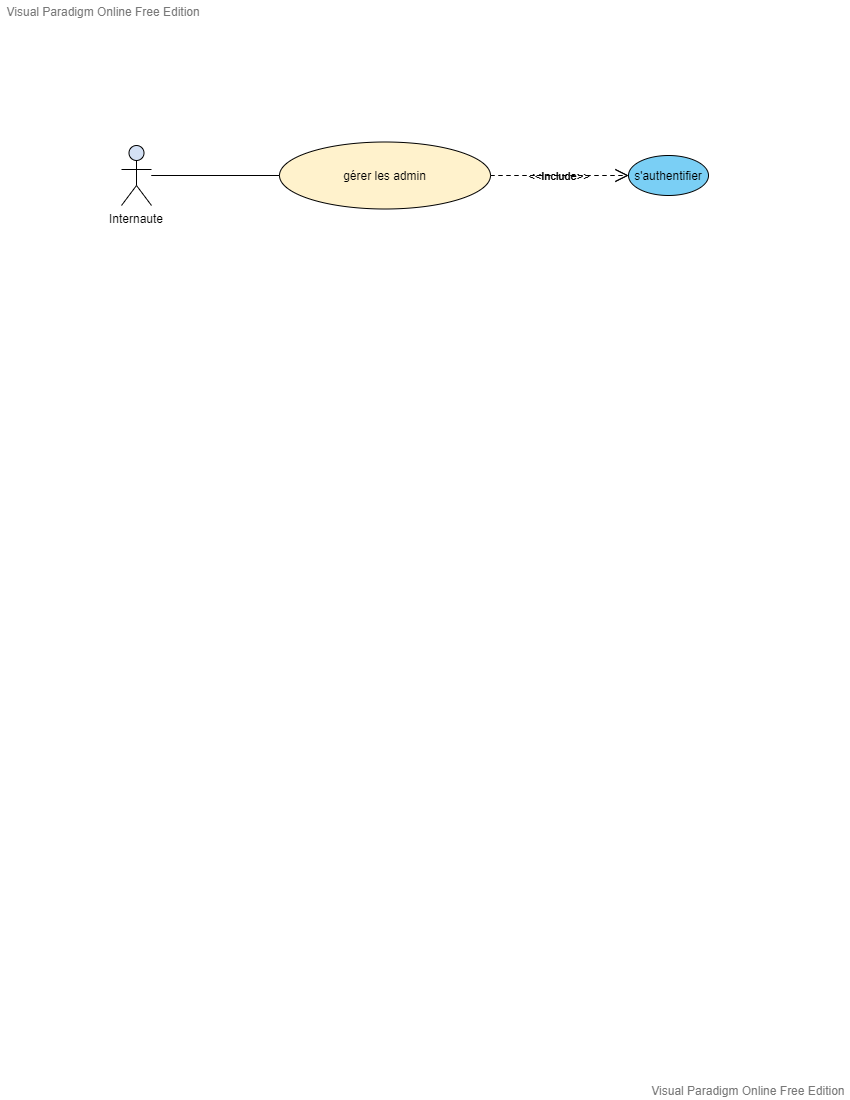 Visual Paradigm Online Free Edition
gérer les admin
<<Include>>
s'authentifier
Internaute
Visual Paradigm Online Free Edition